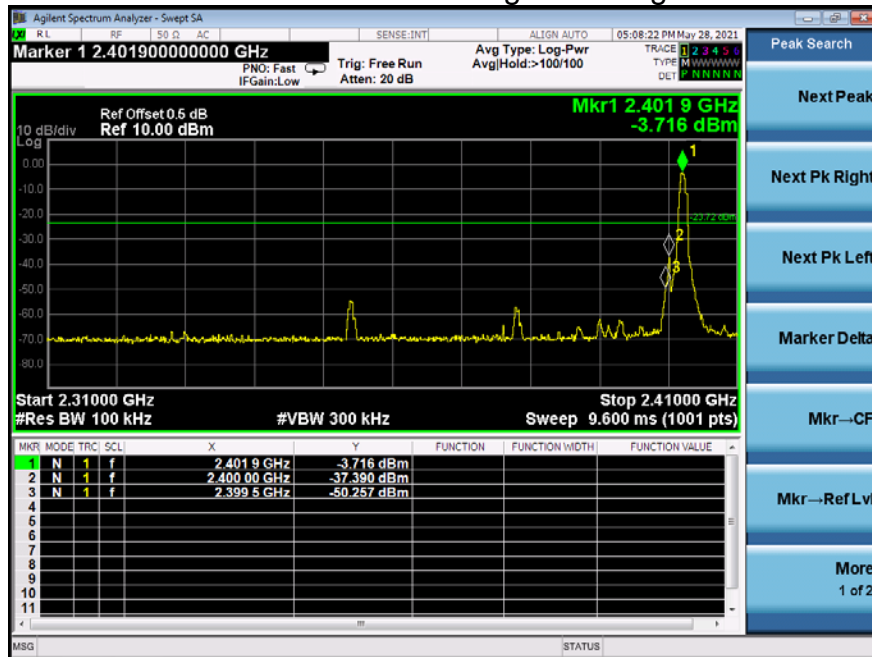 Agilent Spectrum Analyzer - Swept SA
RL RF 50 Ω AC SENSE:INT ALIGN AUTO 05:08:22 PM May 28, 2021
Marker 1 2.401900000000 GHz
PNO: Fast
IFGain:Low
Trig: Free Run
Atten: 20 dB
Avg Type: Log-Pwr
Avg|Hold:>100/100
TRACE 1 2 3 4 5 6
TYPE M WWWWW
DET P N N N N N
Peak Search
Next Peak
Next Pk Right
Next Pk Left
Marker Delta
Mkr→CF
Mkr→Ref Lvl
More
1 of 2
Mkr1 2.401 9 GHz
-3.716 dBm
Ref Offset 0.5 dB
10 dB/div Ref 10.00 dBm
Log
0.00
-10.0
-20.0
-30.0
-40.0
-50.0
-60.0
-70.0
-80.0
1
-23.72 dBm
2
3
Start 2.31000 GHz Stop 2.41000 GHz
#Res BW 100 kHz #VBW 300 kHz Sweep 9.600 ms (1001 pts)
MKR MODE TRC SCL X Y FUNCTION FUNCTION WIDTH FUNCTION VALUE
1 N 1 f 2.401 9 GHz -3.716 dBm
2 N 1 f 2.400 00 GHz -37.390 dBm
3 N 1 f 2.399 5 GHz -50.257 dBm
4
5
6
7
8
9
10
11
MSG STATUS